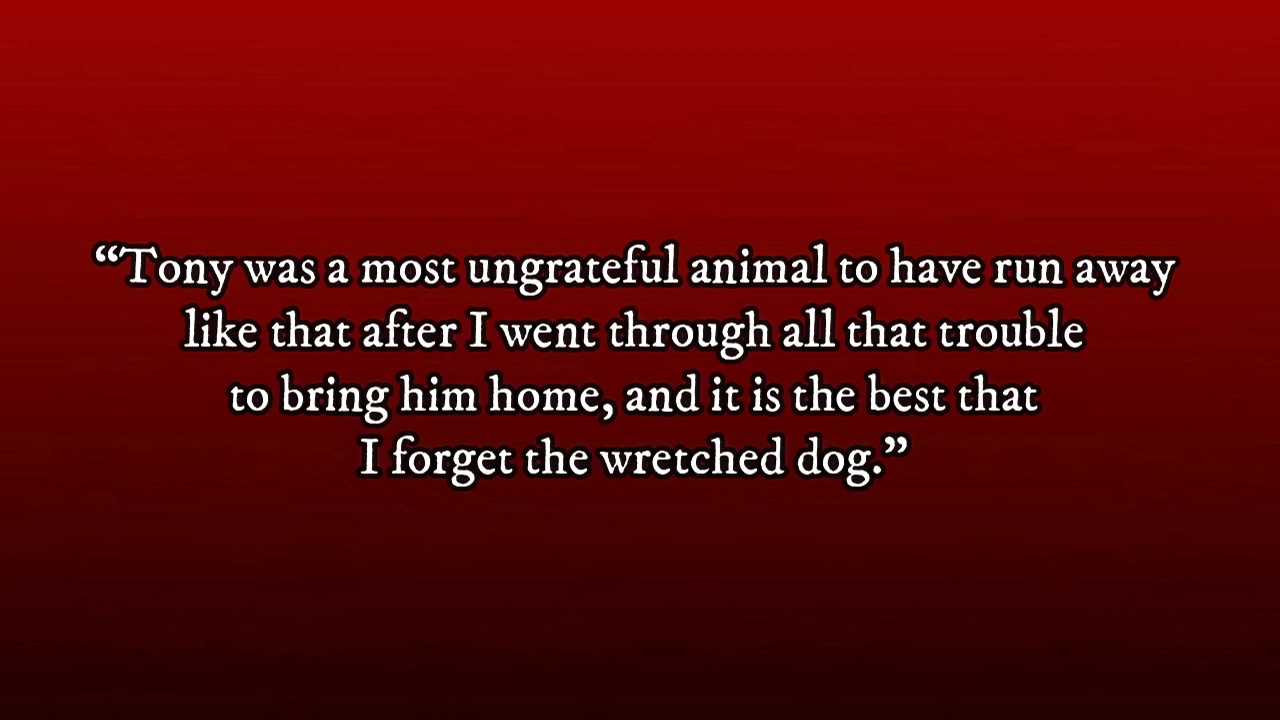 “Tony was a most ungrateful animal to have run away
like that after I went through all that trouble
to bring him home, and it is the best that
I forget the wretched dog.”